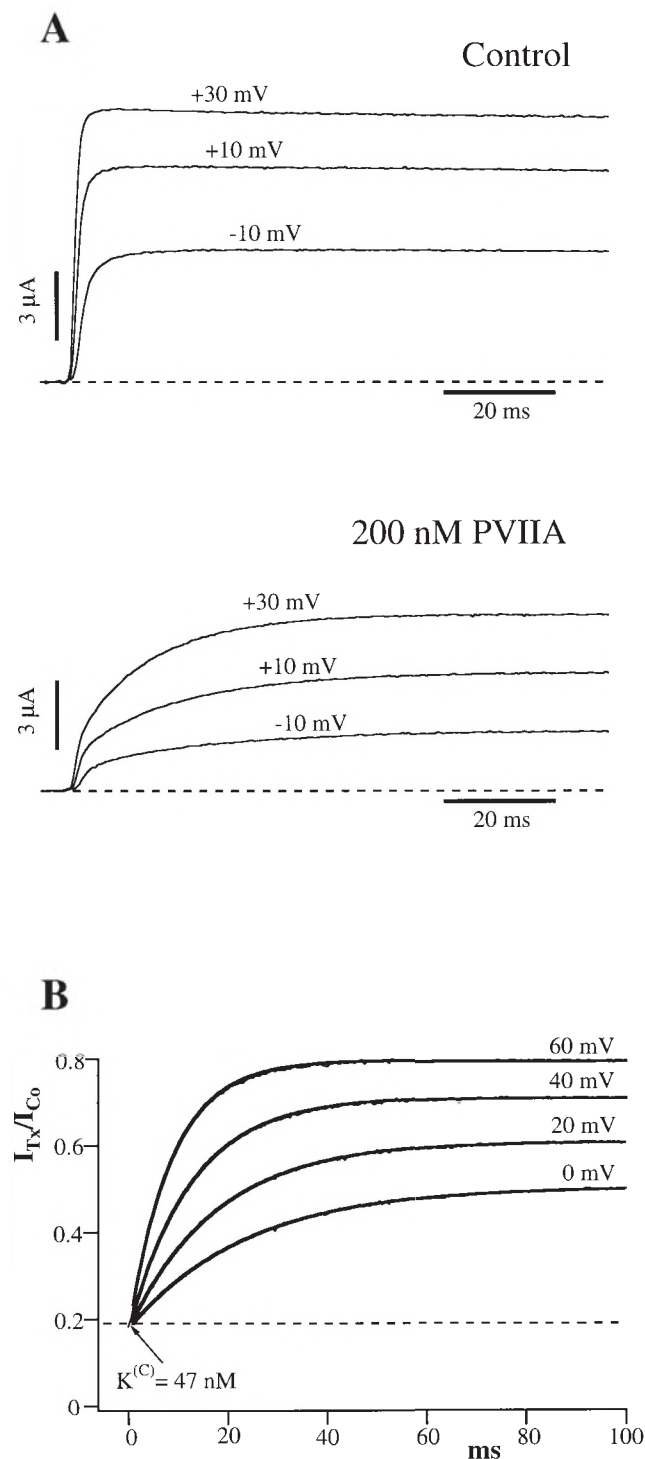 A
Control
+30 mV
+10 mV
-10 mV
3 µA
20 ms
200 nM PVIIA
+30 mV
+10 mV
-10 mV
3 µA
20 ms
B
0.8
0.6
0.4
0.2
0
I_Tx/I_Co
60 mV
40 mV
20 mV
0 mV
K^(C) = 47 nM
0 20 40 60 80 100
ms